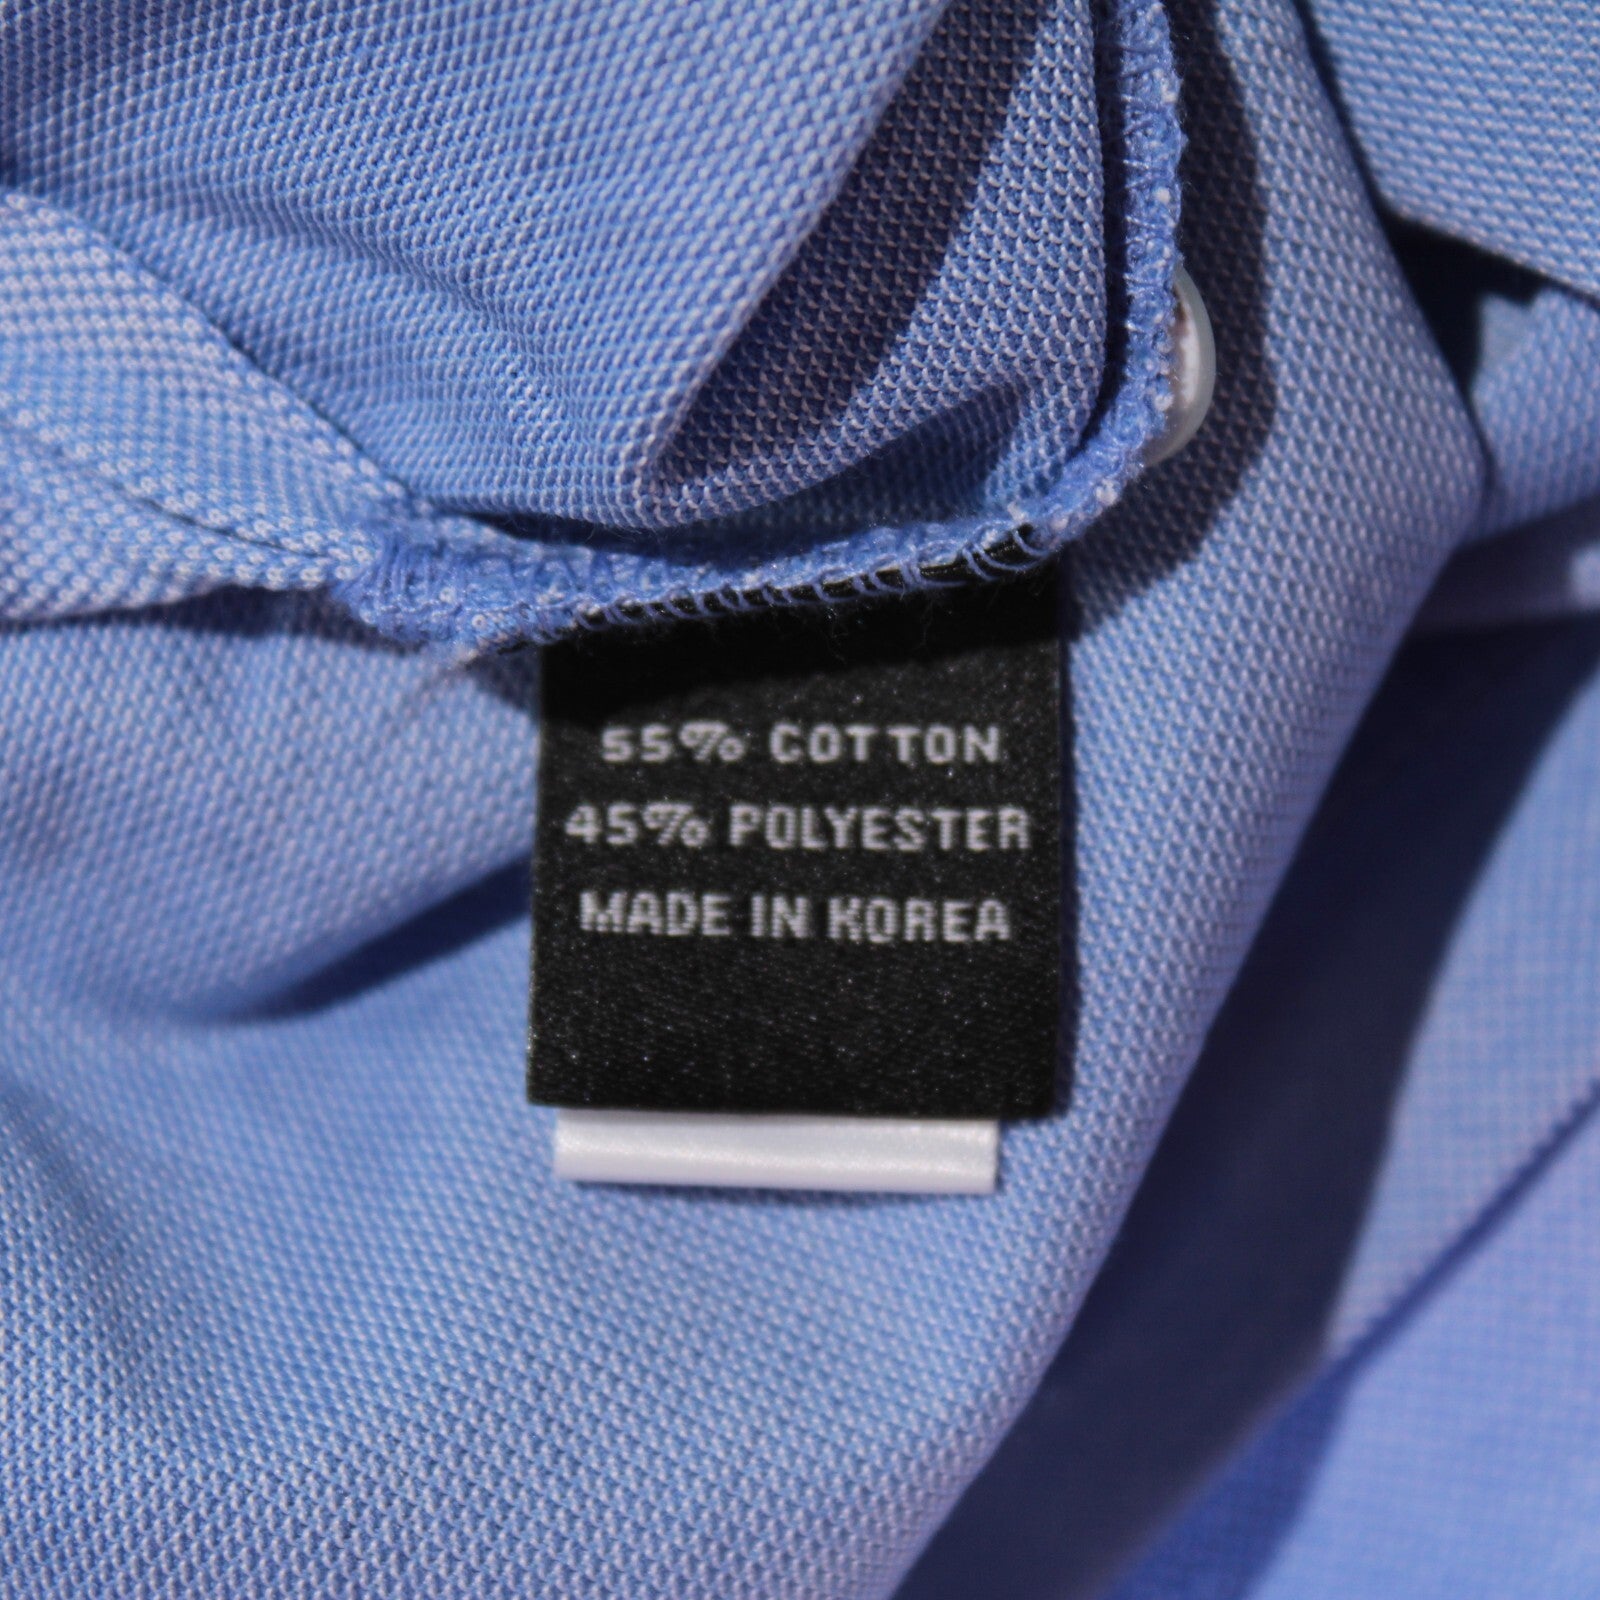 55% COTTON
45% POLYESTER
MADE IN KOREA